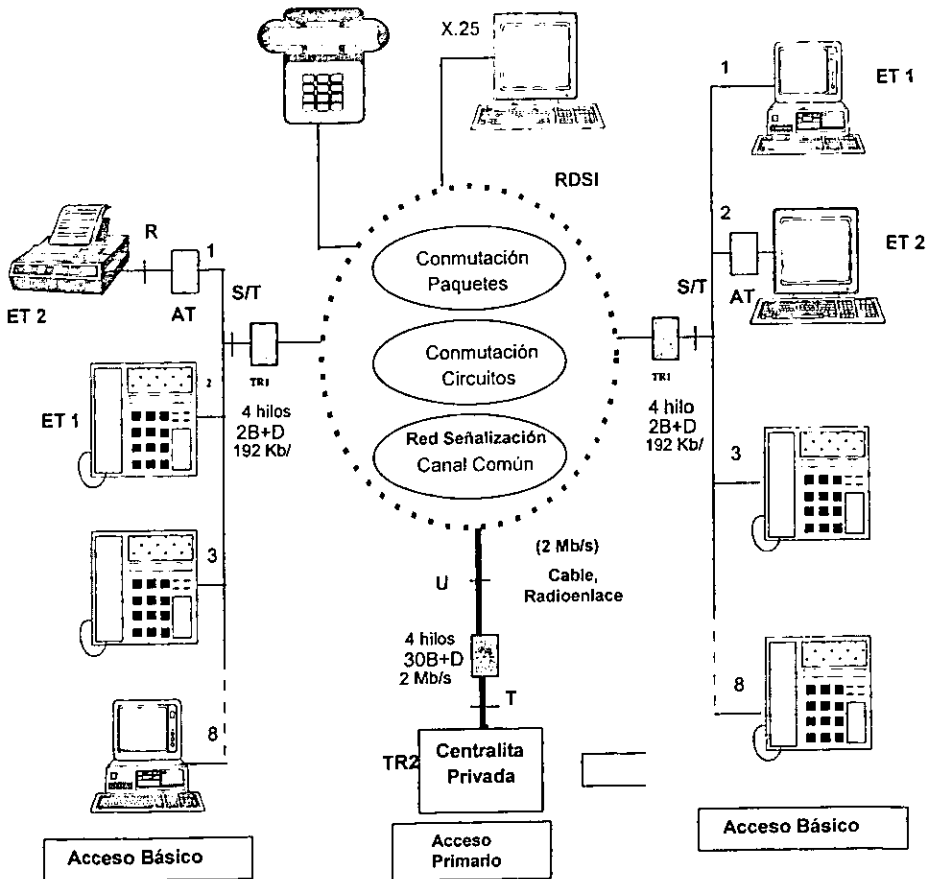 X.25
1
ET 1
RDSI
R
1
2
ET 2
Conmutación
Paquetes
S/T
S/T
ET 2
AT
AT
Conmutación
Circuitos
TR1
TR1
2
ET 1
4 hilos
2B+D
192 Kb/
4 hilo
2B+D
192 Kb/
Red Señalización
Canal Común
3
3
(2 Mb/s)
U
Cable,
Radioenlace
4 hilos
30B+D
2 Mb/s
8
T
8
TR2
Centralita
Privada
Acceso Básico
Acceso
Primario
Acceso Básico